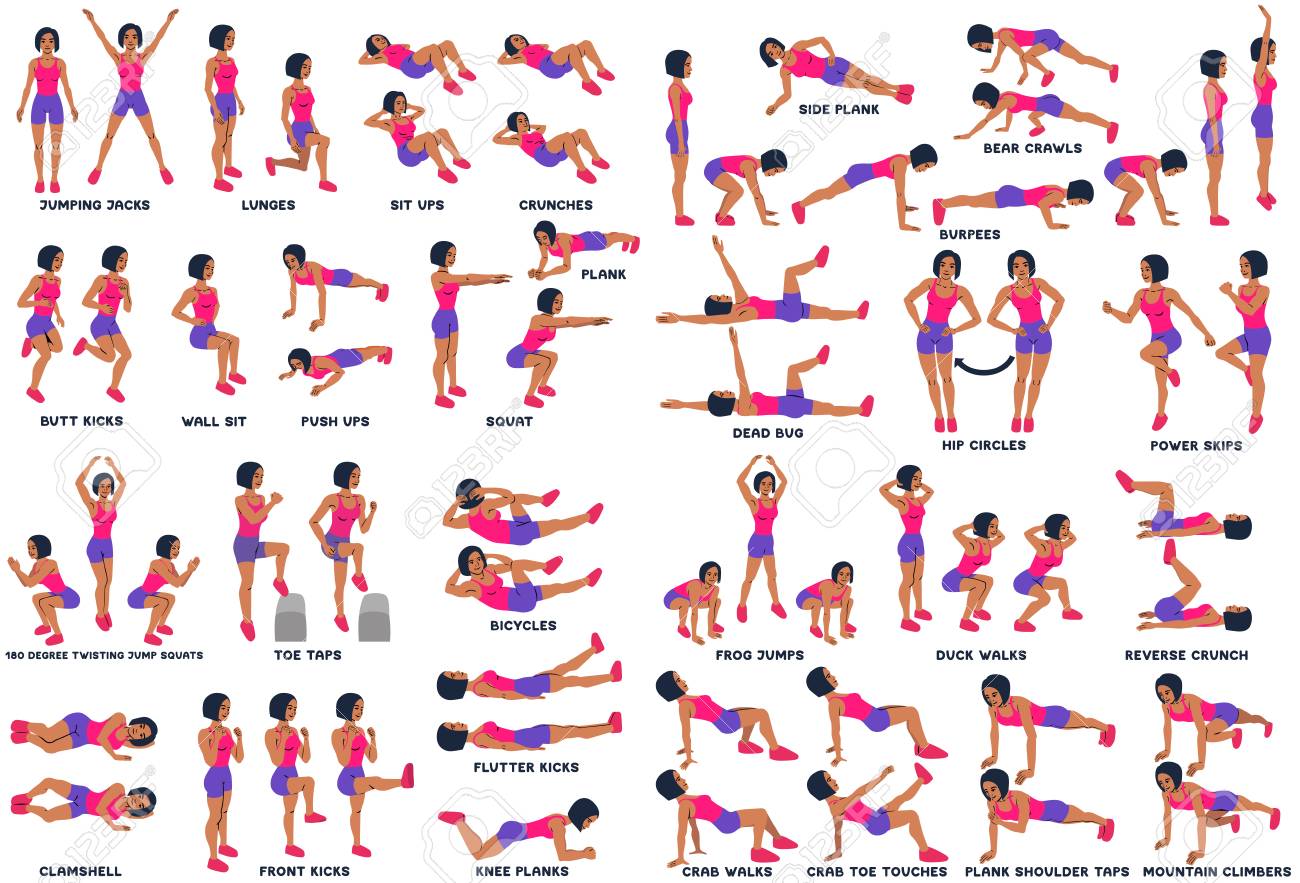 JUMPING JACKS
LUNGES
SIT UPS
CRUNCHES
SIDE PLANK
BEAR CRAWLS
BURPEES
BUTT KICKS
WALL SIT
PUSH UPS
SQUAT
PLANK
DEAD BUG
HIP CIRCLES
POWER SKIPS
180 DEGREE TWISTING JUMP SQUATS
TOE TAPS
BICYCLES
FROG JUMPS
DUCK WALKS
REVERSE CRUNCH
CLAMSHELL
FRONT KICKS
FLUTTER KICKS
KNEE PLANKS
CRAB WALKS
CRAB TOE TOUCHES
PLANK SHOULDER TAPS
MOUNTAIN CLIMBERS
123RF